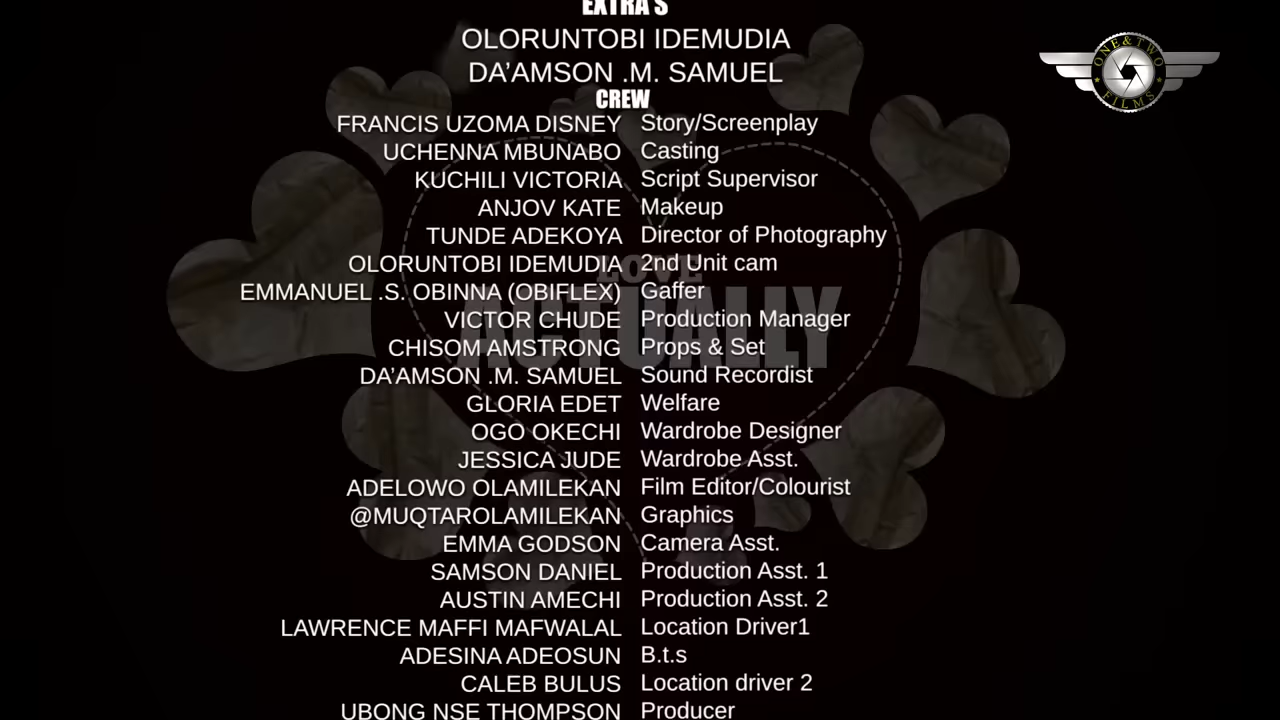 EXTRA'S
OLORUNTOBI IDEMUDIA
DA'AMSON .M. SAMUEL
CREW
FRANCIS UZOMA DISNEY Story/Screenplay
UCHENNA MBUNABO Casting
KUCHILI VICTORIA Script Supervisor
ANJOV KATE Makeup
TUNDE ADEKOYA Director of Photography
OLORUNTOBI IDEMUDIA 2nd Unit cam
EMMANUEL .S. OBINNA (OBIFLEX) Gaffer
VICTOR CHUDE Production Manager
CHISOM AMSTRONG Props & Set
DA'AMSON .M. SAMUEL Sound Recordist
GLORIA EDET Welfare
OGO OKECHI Wardrobe Designer
JESSICA JUDE Wardrobe Asst.
ADELOWO OLAMILEKAN Film Editor/Colourist
@MUQTAROLAMILEKAN Graphics
EMMA GODSON Camera Asst.
SAMSON DANIEL Production Asst. 1
AUSTIN AMECHI Production Asst. 2
LAWRENCE MAFFI MAFWALAL Location Driver1
ADESINA ADEOSUN B.t.s
CALEB BULUS Location driver 2
UBONG NSE THOMPSON Producer
LOVE
ACTUALLY
ONE&TWO
FILMS